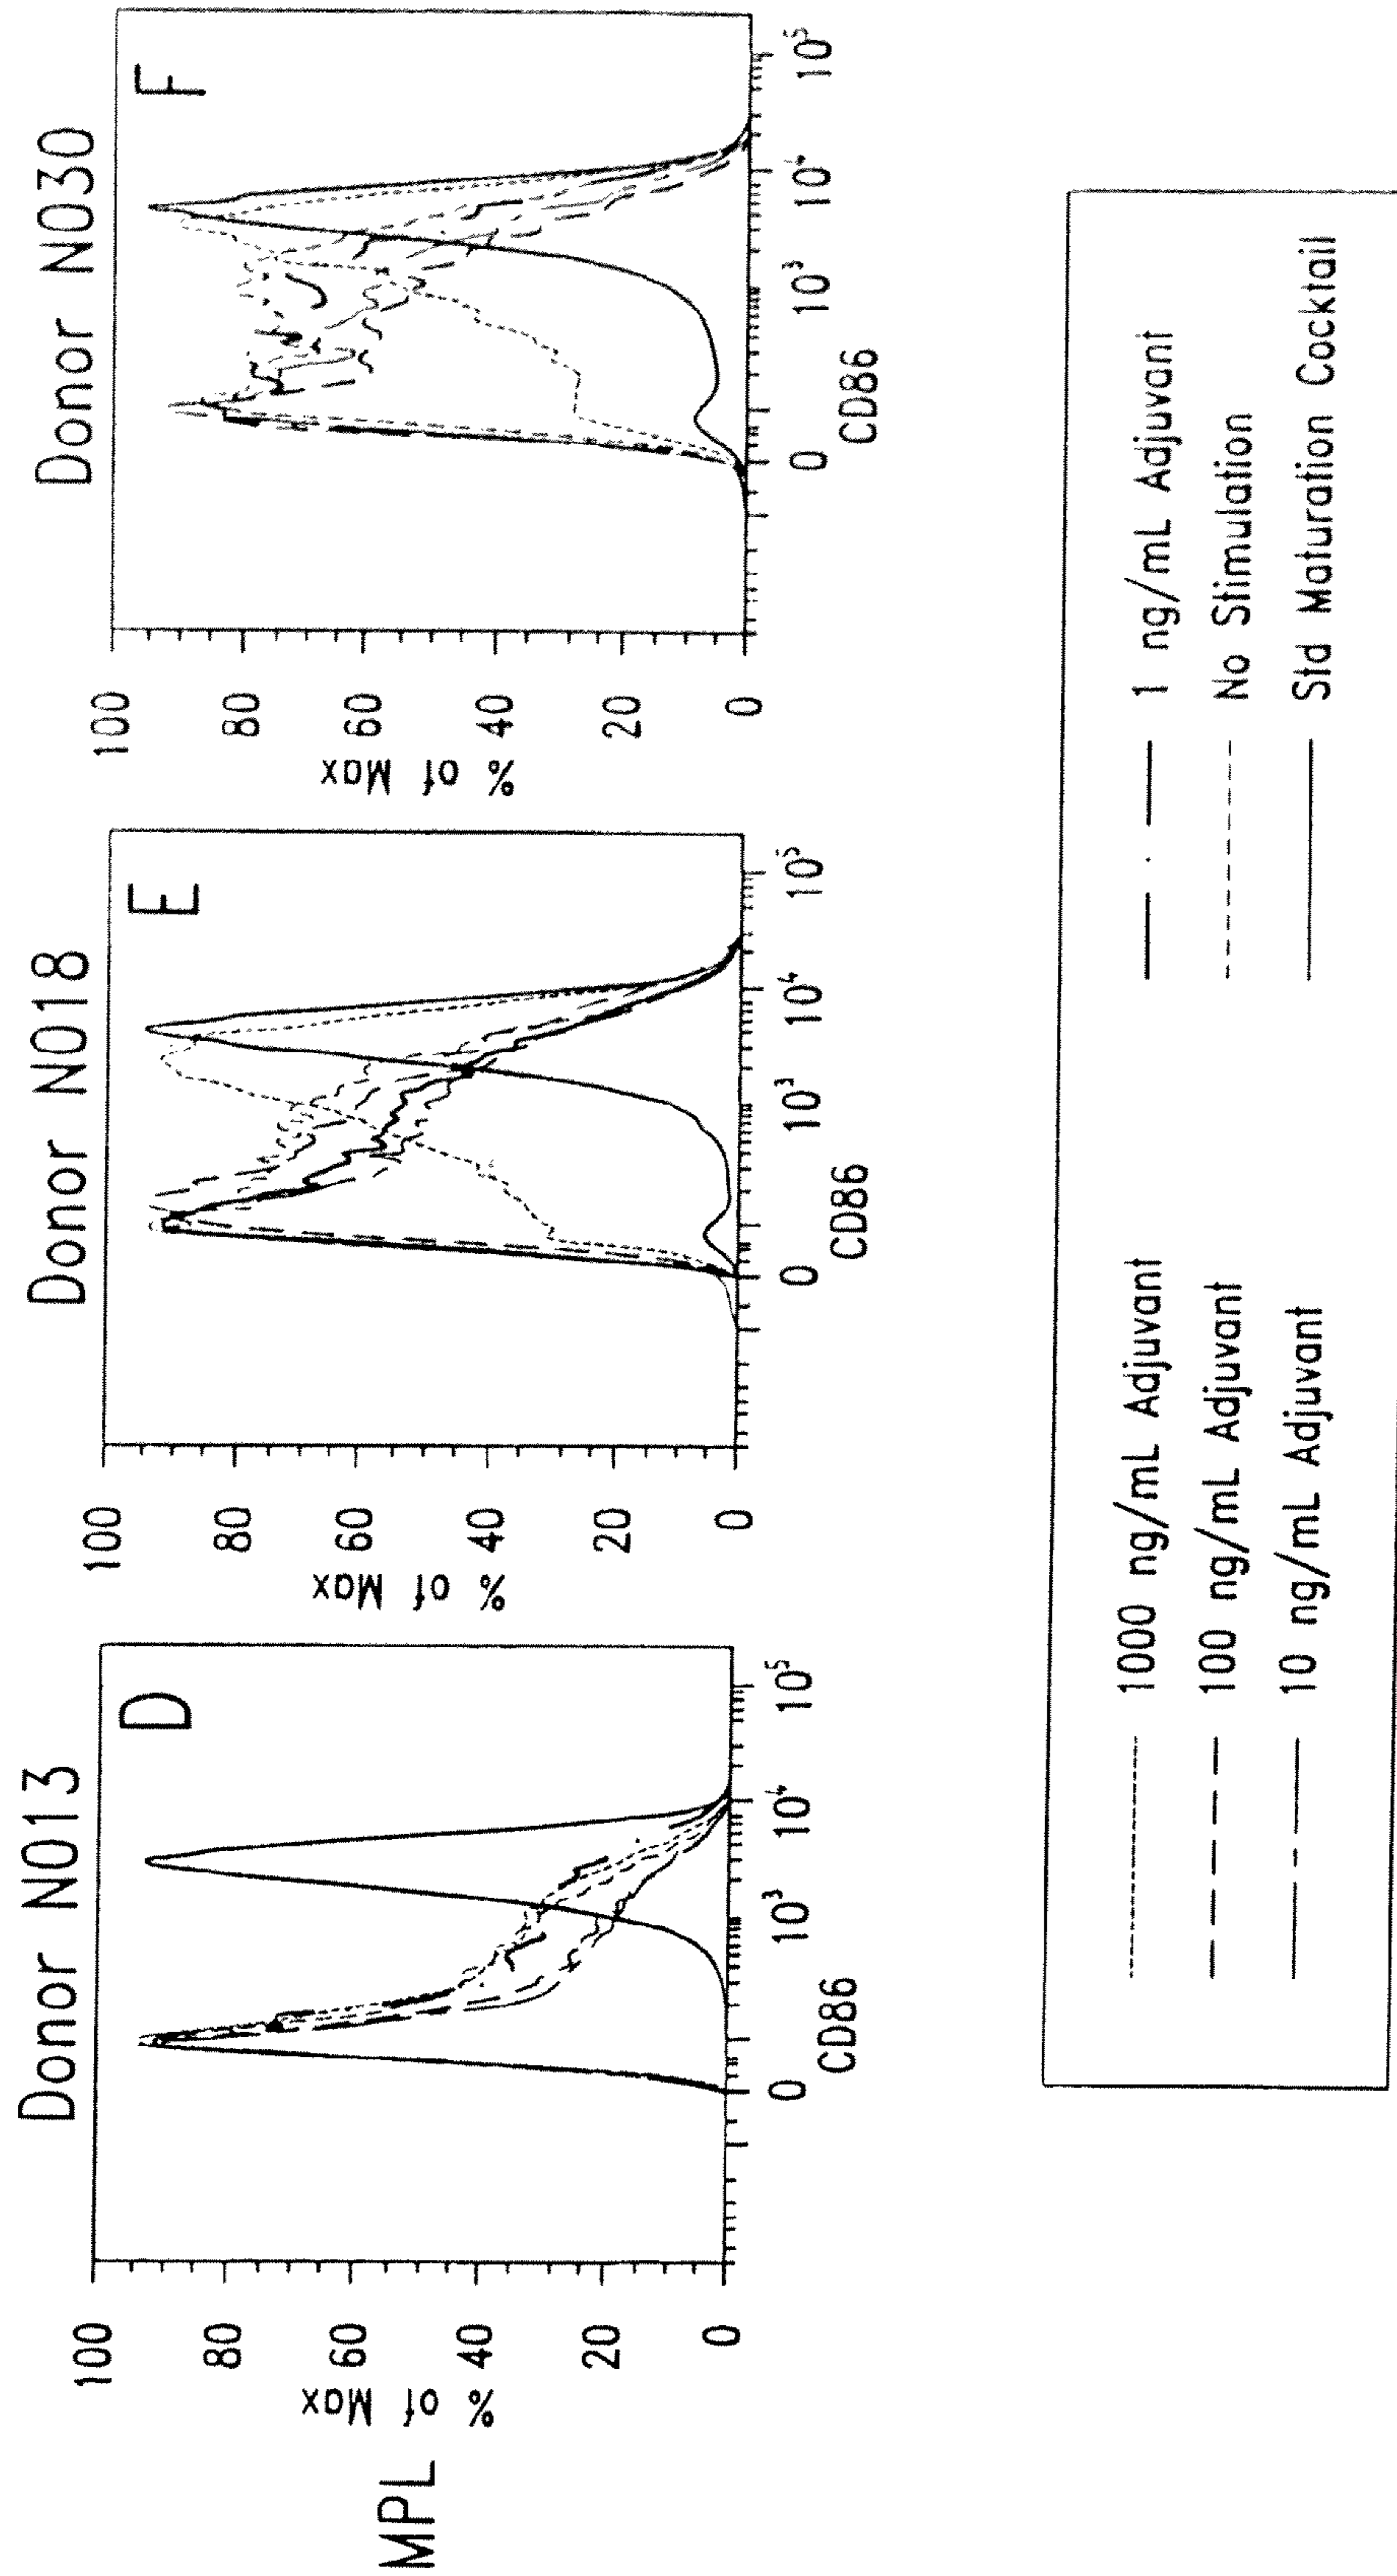 MPL
Donor N013
D
% of Max
100
80
60
40
20
0
0 10³ 10⁴ 10⁵
CD86
Donor N018
E
% of Max
100
80
60
40
20
0
0 10³ 10⁴ 10⁵
CD86
Donor N030
F
% of Max
100
80
60
40
20
0
0 10³ 10⁴ 10⁵
CD86
1000 ng/mL Adjuvant
100 ng/mL Adjuvant
10 ng/mL Adjuvant
1 ng/mL Adjuvant
No Stimulation
Std Maturation Cocktail